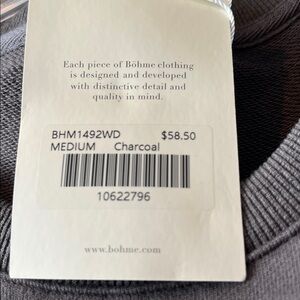 Each piece of Böhme clothing
is designed and developed
with distinctive detail and
quality in mind.
BHM1492WD $58.50
MEDIUM Charcoal
10622796
www.bohme.com